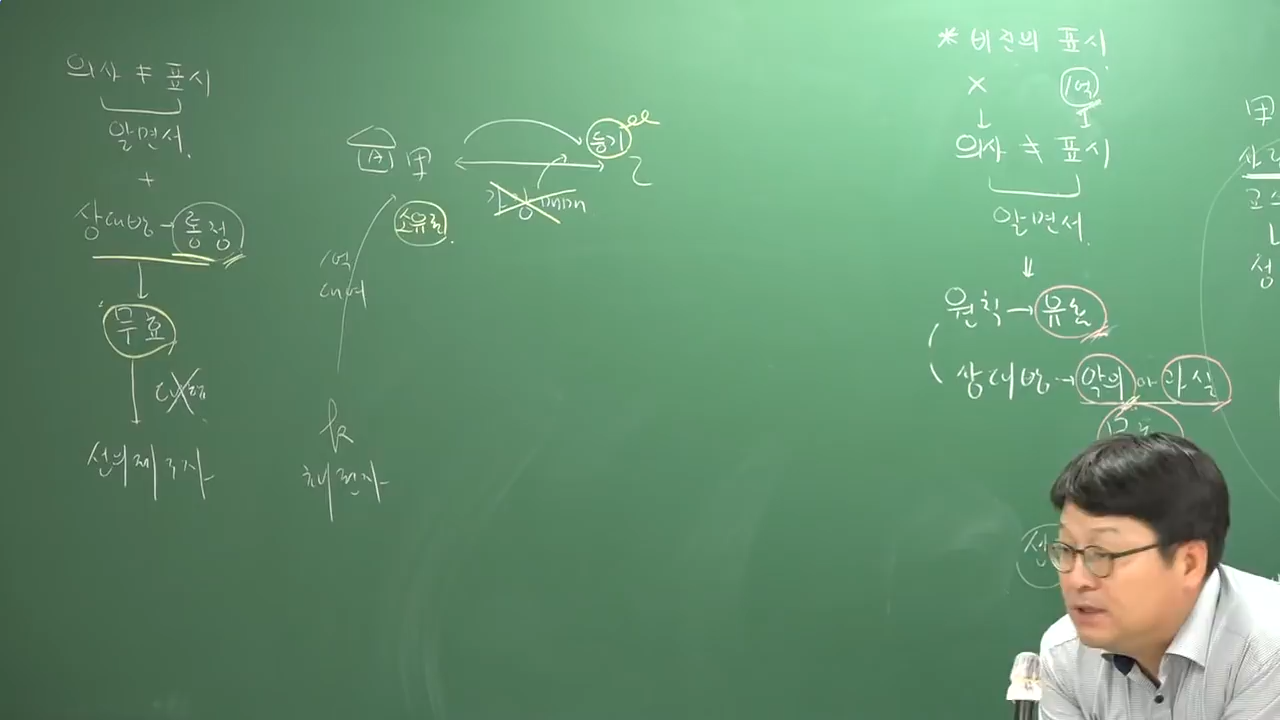 의사 ≠ 표시
알면서
+
상대방 - 통정
↓
무효
↓ 대항
선의 제3자
A 甲
소유권
1억
대여
채권자
등기
乙
가장매매
* 비진의 표시
× 1억
↓ ↓
의사 ≠ 표시
알면서
⇓
원칙 → 유효
상대방 → 악의 or 과실
甲